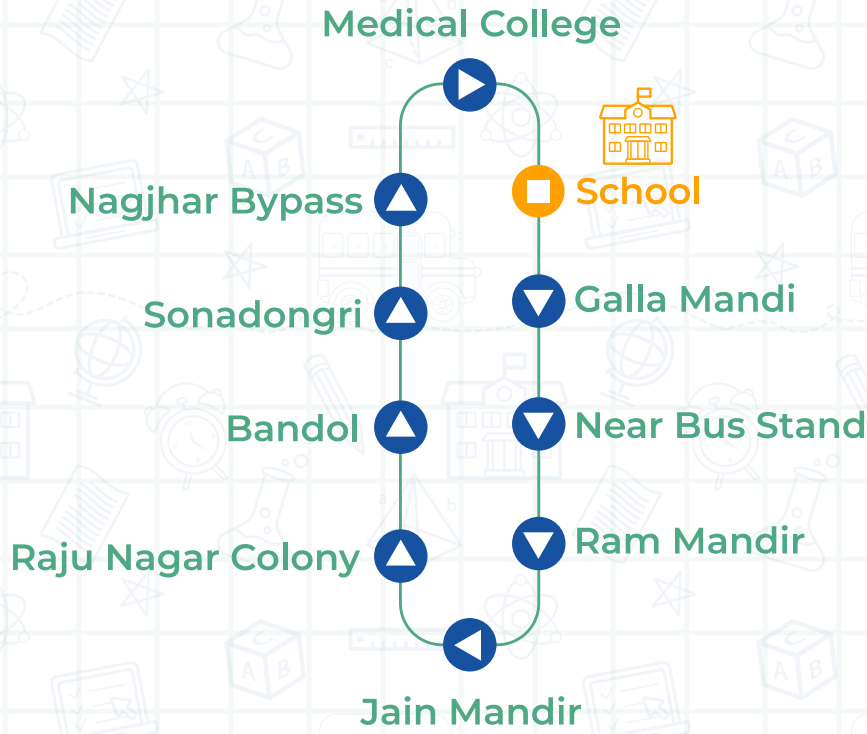 Medical College
Nagjhar Bypass
School
Sonadongri
Galla Mandi
Bandol
Near Bus Stand
Raju Nagar Colony
Ram Mandir
Jain Mandir